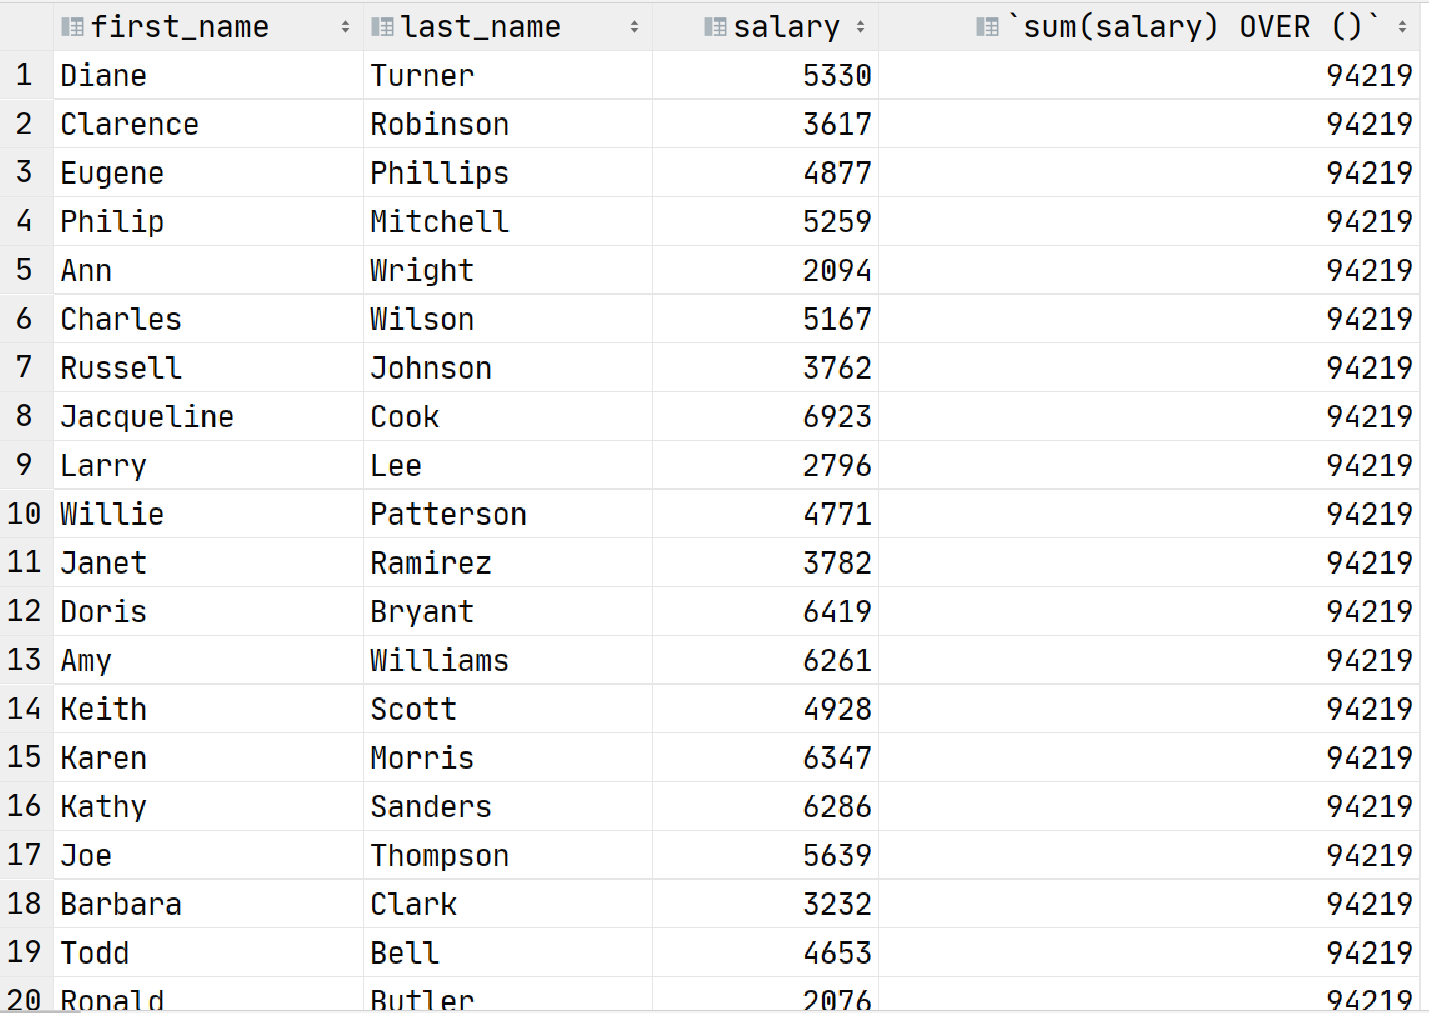 first_name last_name salary `sum(salary) OVER ()`
1 Diane Turner 5330 94219
2 Clarence Robinson 3617 94219
3 Eugene Phillips 4877 94219
4 Philip Mitchell 5259 94219
5 Ann Wright 2094 94219
6 Charles Wilson 5167 94219
7 Russell Johnson 3762 94219
8 Jacqueline Cook 6923 94219
9 Larry Lee 2796 94219
10 Willie Patterson 4771 94219
11 Janet Ramirez 3782 94219
12 Doris Bryant 6419 94219
13 Amy Williams 6261 94219
14 Keith Scott 4928 94219
15 Karen Morris 6347 94219
16 Kathy Sanders 6286 94219
17 Joe Thompson 5639 94219
18 Barbara Clark 3232 94219
19 Todd Bell 4653 94219
20 Ronald Butler 2076 94219